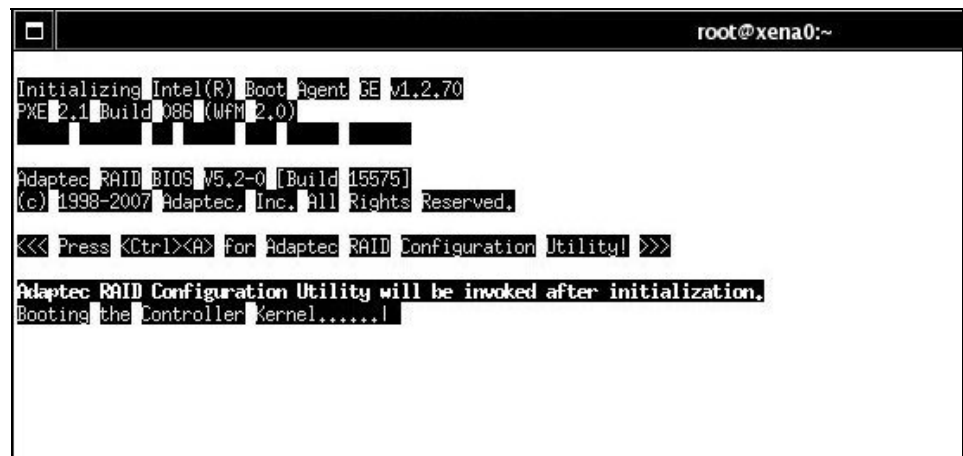 root@xena0:~
Initializing Intel(R) Boot Agent GE v1.2.70
PXE 2.1 Build 086 (WfM 2.0)
Adaptec RAID BIOS V5.2-0 [Build 15575]
(c) 1998-2007 Adaptec, Inc. All Rights Reserved.
<<< Press <Ctrl><A> for Adaptec RAID Configuration Utility! >>>
Adaptec RAID Configuration Utility will be invoked after initialization.
Booting the Controller Kernel......|